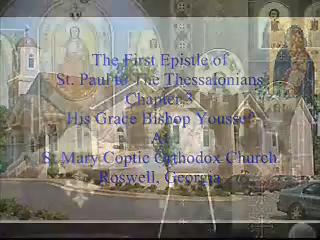 The First Epistle of
St. Paul to The Thessalonians
Chapter 3
His Grace Bishop Youssef
At
St. Mary Coptic Orthodox Church
Roswell, Georgia